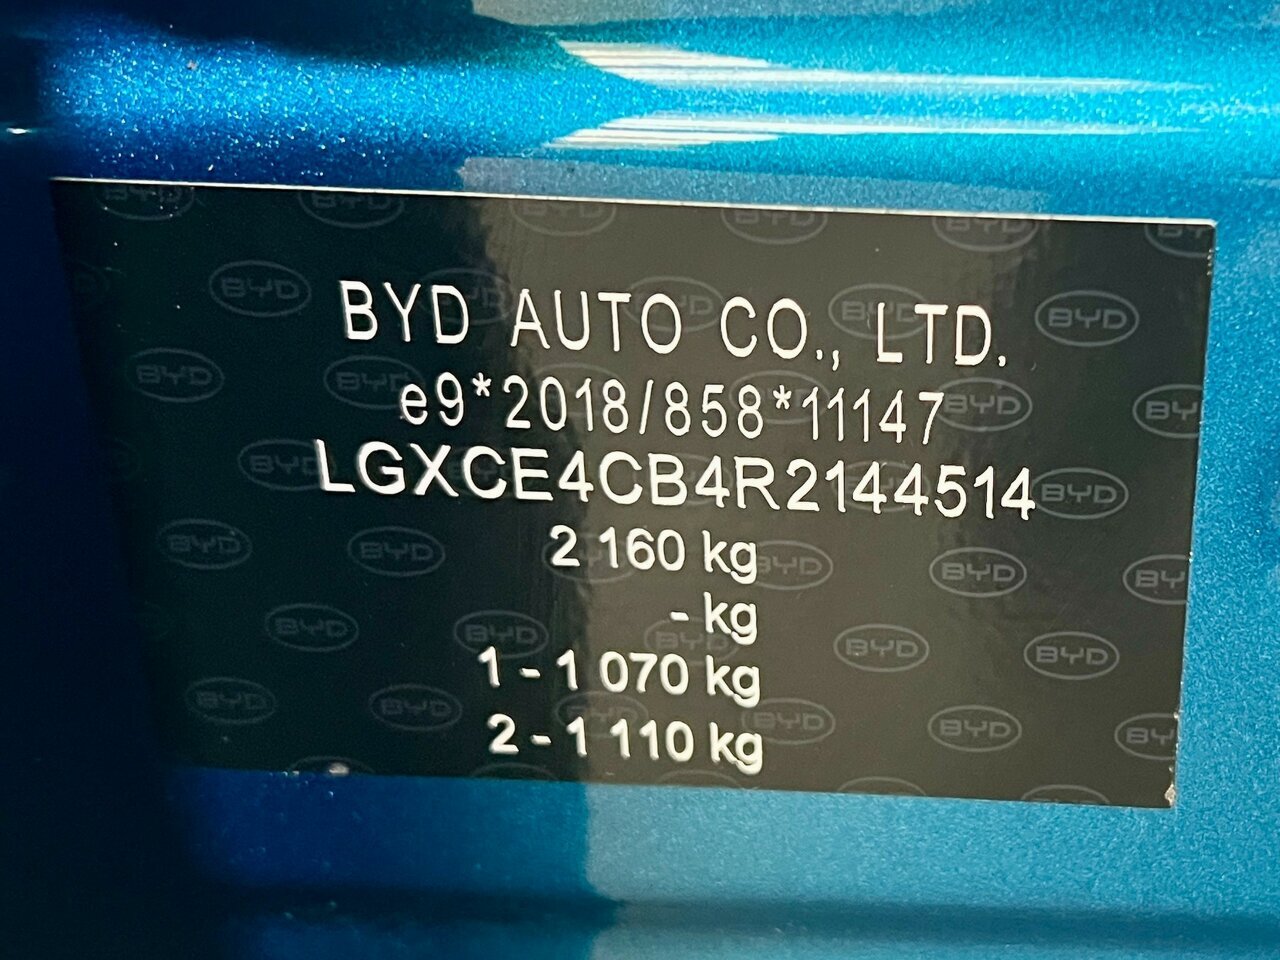 BYD AUTO CO., LTD.
e9*2018/858*11147
LGXCE4CB4R2144514
2 160 kg
- kg
1 - 1 070 kg
2 - 1 110 kg